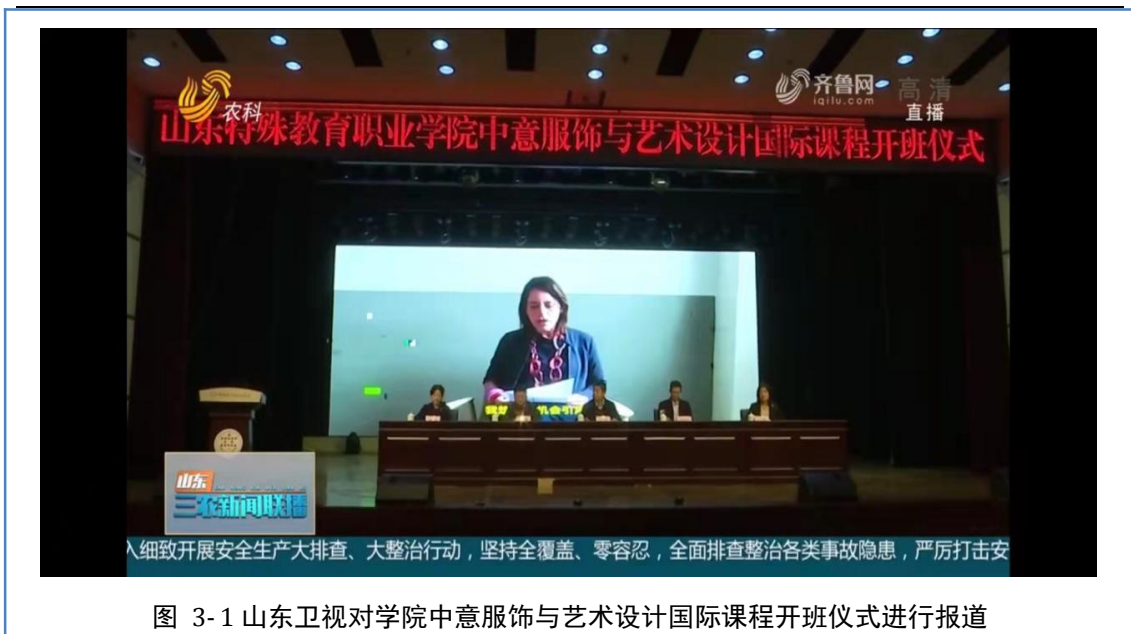 农科
齐鲁网
iqilu.com
高清
直播
山东特殊教育职业学院中意服饰与艺术设计国际课程开班仪式
机会引
山东
三农新闻联播
入细致开展安全生产大排查、大整治行动，坚持全覆盖、零容忍，全面排查整治各类事故隐患，严厉打击安
图 3-1 山东卫视对学院中意服饰与艺术设计国际课程开班仪式进行报道